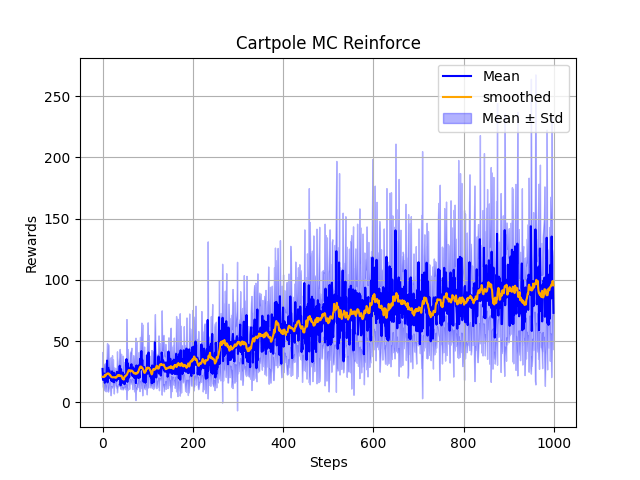 Cartpole MC Reinforce
Mean
smoothed
Mean ± Std
Rewards
250
200
150
100
50
0
0 200 400 600 800 1000
Steps